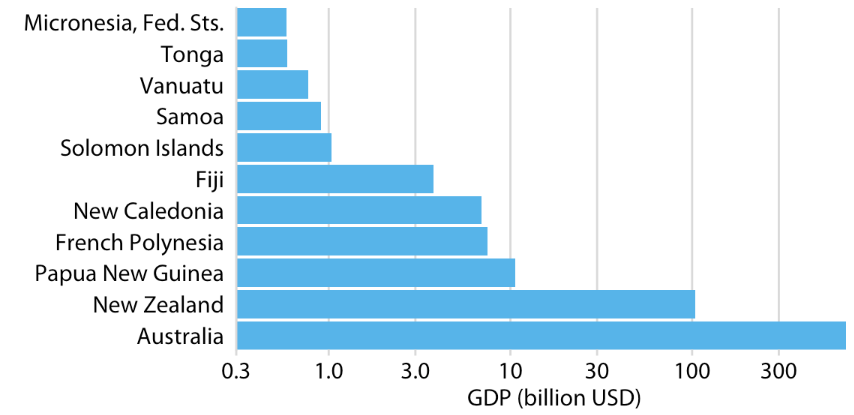 Micronesia, Fed. Sts.
Tonga
Vanuatu
Samoa
Solomon Islands
Fiji
New Caledonia
French Polynesia
Papua New Guinea
New Zealand
Australia
0.3 1.0 3.0 10 30 100 300
GDP (billion USD)